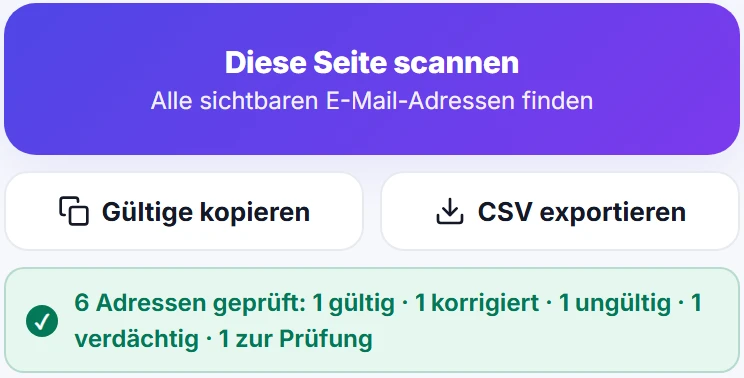 Diese Seite scannen
Alle sichtbaren E-Mail-Adressen finden
Gültige kopieren
CSV exportieren
6 Adressen geprüft: 1 gültig · 1 korrigiert · 1 ungültig · 1
verdächtig · 1 zur Prüfung